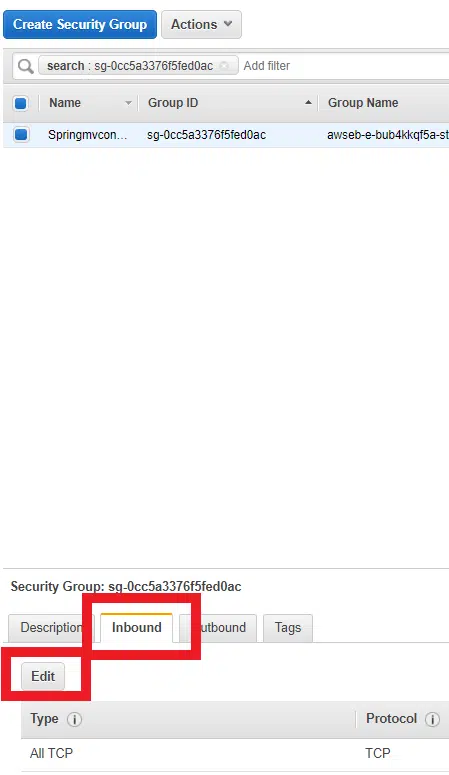 Create Security Group Actions
search : sg-0cc5a3376f5fed0ac Add filter
Name Group ID Group Name
Springmvcon... sg-0cc5a3376f5fed0ac awseb-e-bub4kkqf5a-st
Security Group: sg-0cc5a3376f5fed0ac
Description Inbound utbound Tags
Edit
Type Protocol
All TCP TCP